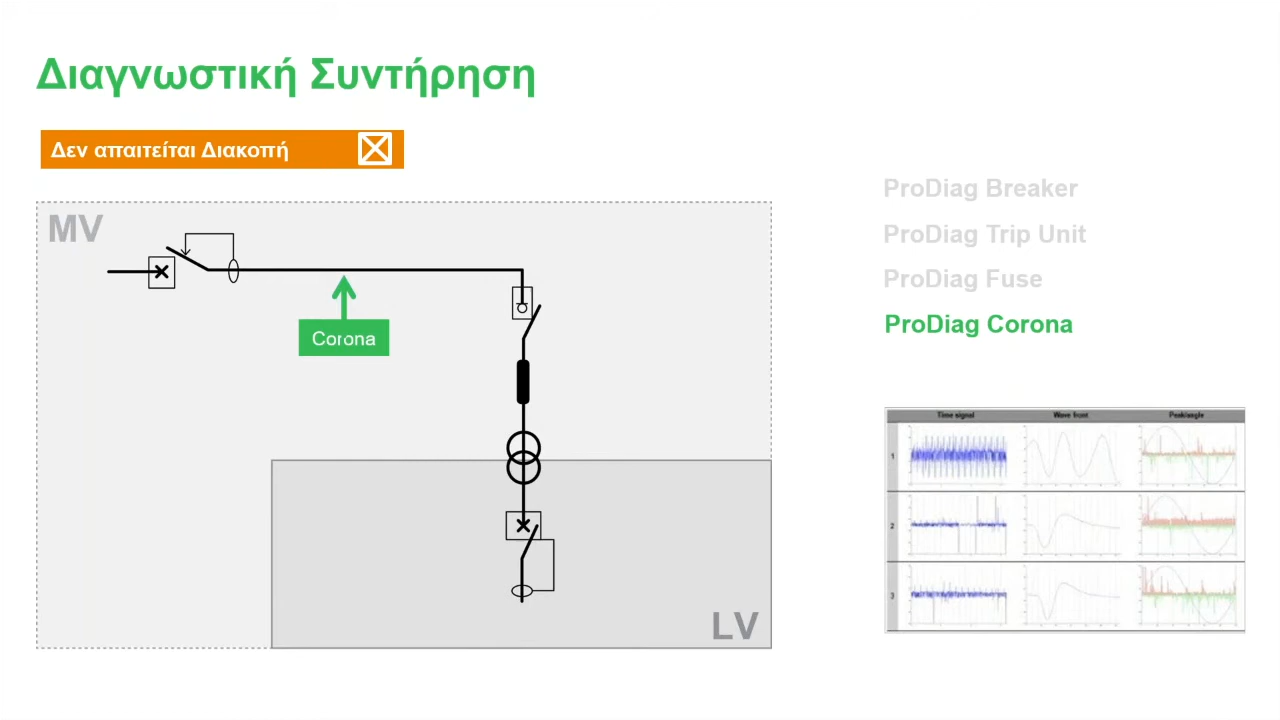 Διαγνωστική Συντήρηση
Δεν απαιτείται Διακοπή
MV
Corona
LV
ProDiag Breaker
ProDiag Trip Unit
ProDiag Fuse
ProDiag Corona
Time signal Wave front Peak/angle
1
2
3